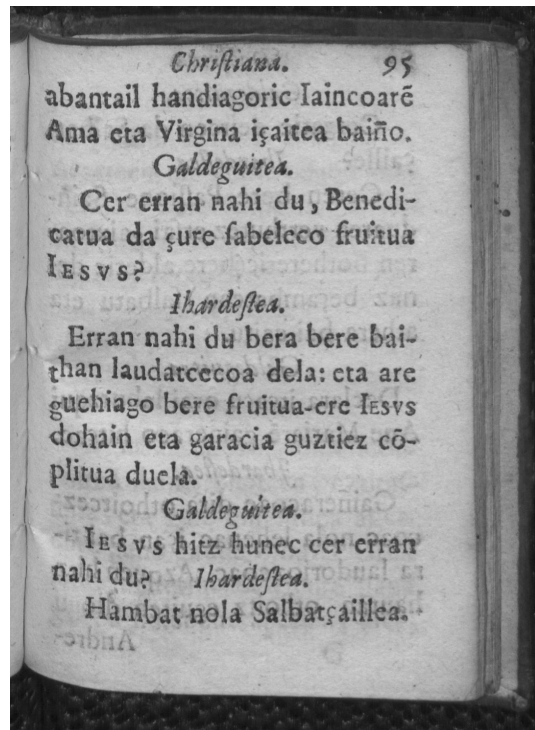 Chriſtiana. 95
abantail handiagoric Iaincoarẽ
Ama eta Virgina içaitea baiño.
Galdeguitea.
Cer erran nahi du, Benedi-
catua da çure ſabeleco fruitua
IESVS?
Ihardeſtea.
Erran nahi du bera bere bai-
than laudatcecoa dela: eta are
guehiago bere fruitua-ere IESVS
dohain eta garacia guztiez cõ-
plitua duela.
Galdeguitea.
IESVS hitz hunec cer erran
nahi du? Ihardeſtea.
Hambat nola Salbatçaillea.